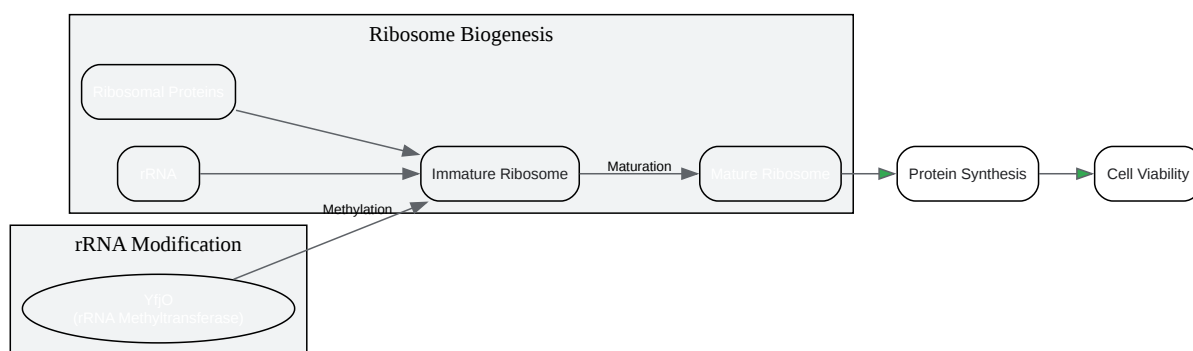 Ribosome Biogenesis
Ribosomal Proteins
rRNA
Immature Ribosome
Maturation
Mature Ribosome
Protein Synthesis
Cell Viability
Methylation
rRNA Modification
YfjO
(rRNA Methyltransferase)